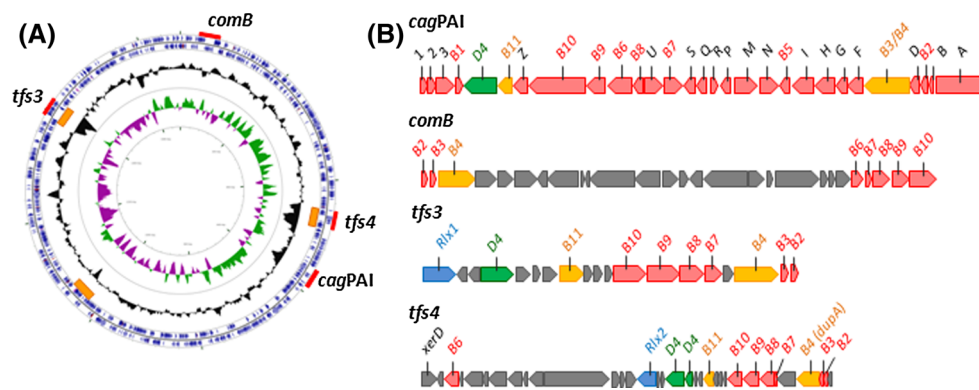 (A)
comB
tfs3
tfs4
cagPAI
(B)
cagPAI
1 2 3 B1 D4 B11 Z B10 B9 B6 B8 U B7 S Q R P M N B5 I H G F B3/B4 D B2 B A
comB
B2 B3 B4 B6 B7 B8 B9 B10
tfs3
Rlx1 D4 B11 B10 B9 B8 B7 B4 B3 B2
tfs4
xerD B6 Rlx2 D4 D4 B11 B10 B9 B8 B7 B4 (dupA) B3 B2